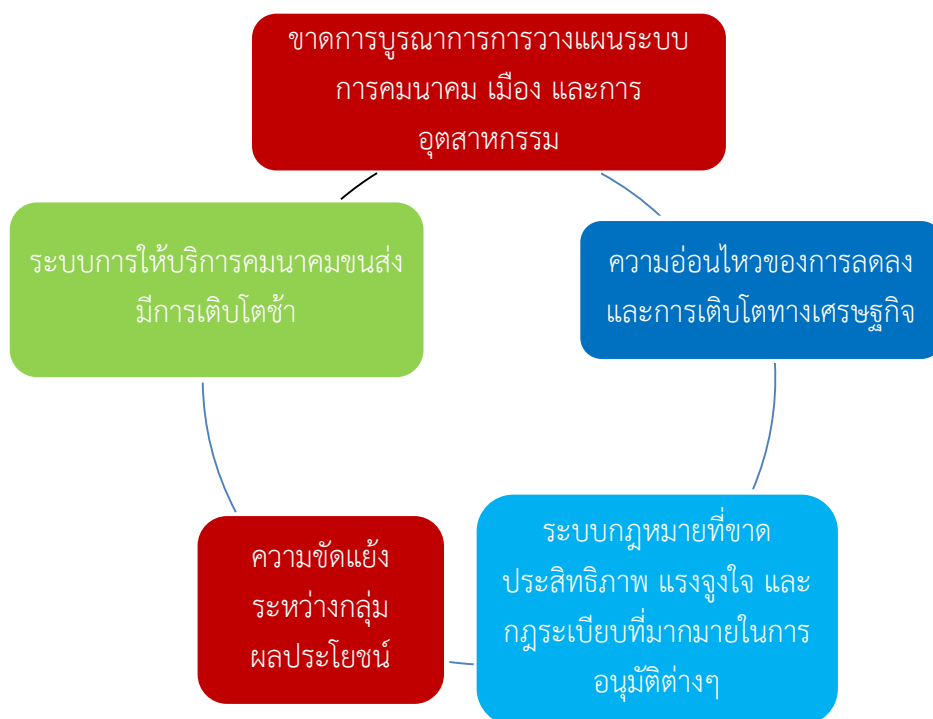 ขาดการบูรณาการการวางแผนระบบ
การคมนาคม เมือง และการ
อุตสาหกรรม
ความอ่อนไหวของการลดลง
และการเติบโตทางเศรษฐกิจ
ระบบกฎหมายที่ขาด
ประสิทธิภาพ แรงจูงใจ และ
กฎระเบียบที่มากมายในการ
อนุมัติต่างๆ
ความขัดแย้ง
ระหว่างกลุ่ม
ผลประโยชน์
ระบบการให้บริการคมนาคมขนส่ง
มีการเติบโตช้า